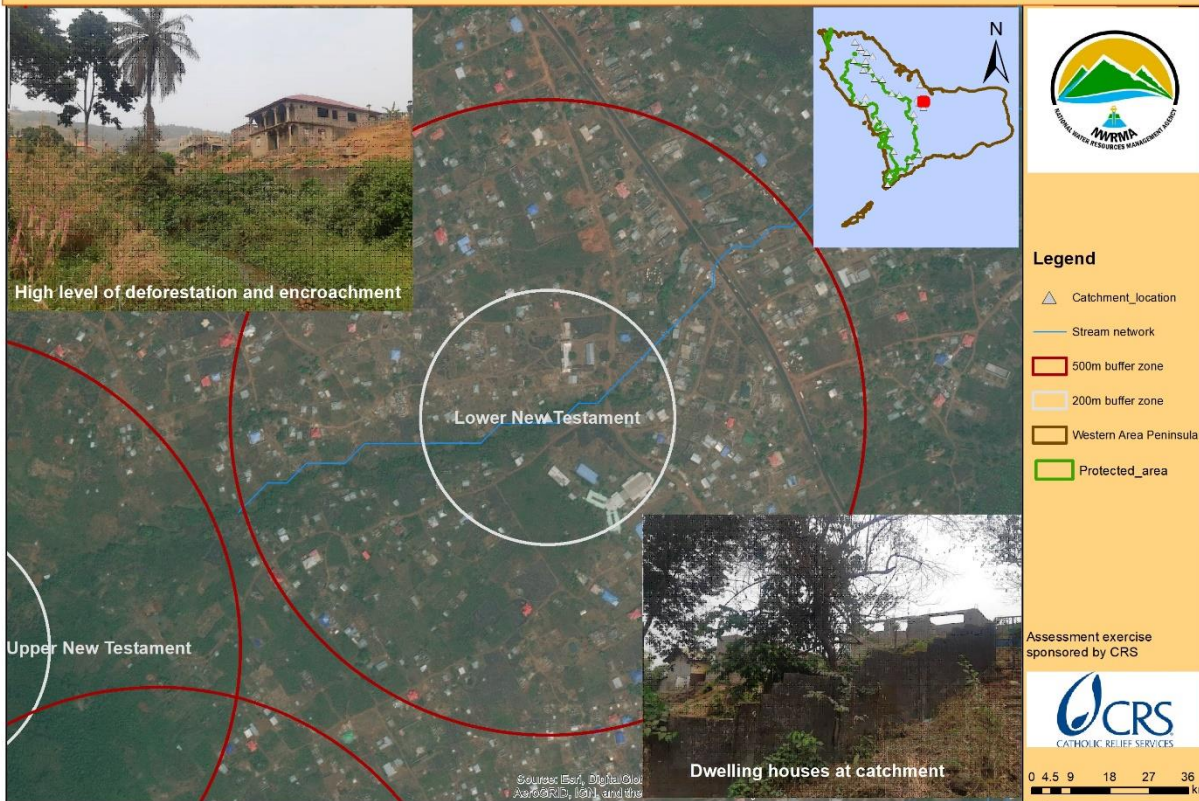 High level of deforestation and encroachment
N
NATIONAL WATER RESOURCES MANAGEMENT AGENCY
NWRMA
Legend
Catchment_location
Stream network
500m buffer zone
200m buffer zone
Western Area Peninsula
Protected_area
Lower New Testament
Upper New Testament
Dwelling houses at catchment
Source: Esri, DigitalGlo
AeroGRID, IGN, and the
Assessment exercise
sponsored by CRS
CRS
CATHOLIC RELIEF SERVICES
0 4.5 9 18 27 36